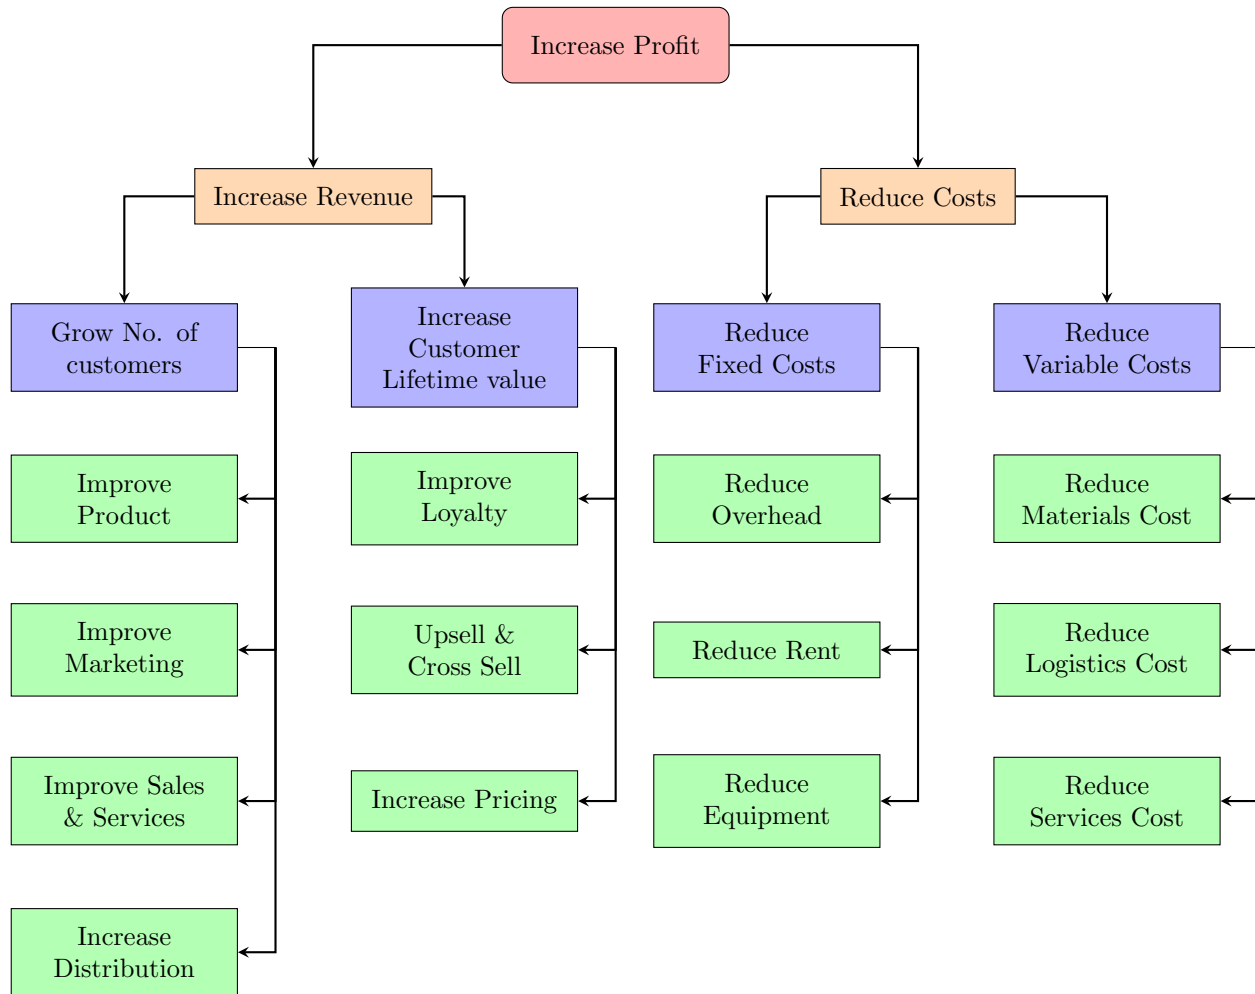 Increase Profit
Increase Revenue
Reduce Costs
Grow No. of
customers
Increase
Customer
Lifetime value
Reduce
Fixed Costs
Reduce
Variable Costs
Improve
Product
Improve
Loyalty
Reduce
Overhead
Reduce
Materials Cost
Improve
Marketing
Upsell &
Cross Sell
Reduce Rent
Reduce
Logistics Cost
Improve Sales
& Services
Increase Pricing
Reduce
Equipment
Reduce
Services Cost
Increase
Distribution